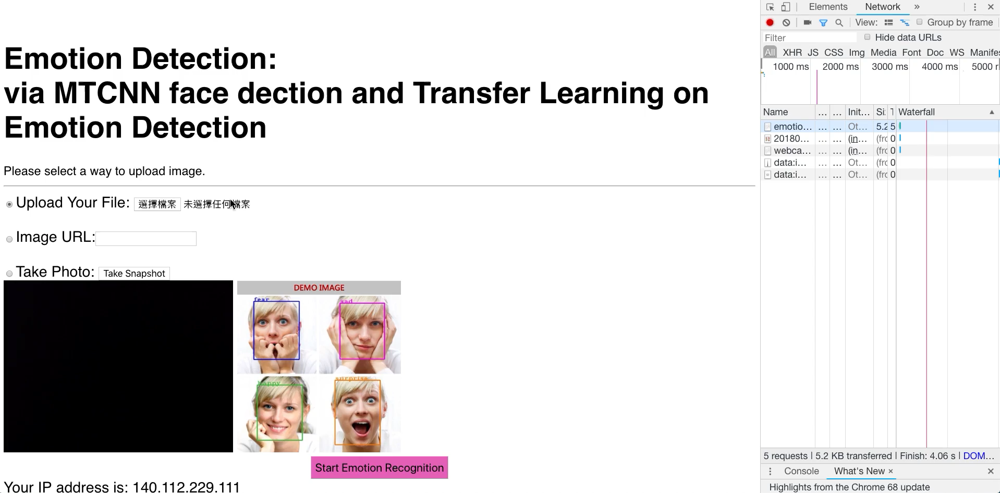 Emotion Detection:
via MTCNN face dection and Transfer Learning on
Emotion Detection
Please select a way to upload image.
Upload Your File: 選擇檔案 未選擇任何檔案
Image URL:
Take Photo: Take Snapshot
DEMO IMAGE
fear
sad
happy
surprise
Start Emotion Recognition
Your IP address is: 140.112.229.111
Elements Network »
View: Group by frame
Filter Hide data URLs
All XHR JS CSS Img Media Font Doc WS Manifes
1000 ms 2000 ms 3000 ms 4000 ms 5000
Name ... ... Init... Waterfall
emotio... ... ... Ot... 5.2 5
20180... ... ... (in... (frc 0
webca... ... ... (in... (frc 0
data:i... ... ... Ot... (frc 0
data:i... ... ... Ot... (frc 0
5 requests | 5.2 KB transferred | Finish: 4.06 s | DOM...
Console What's New ×
Highlights from the Chrome 68 update